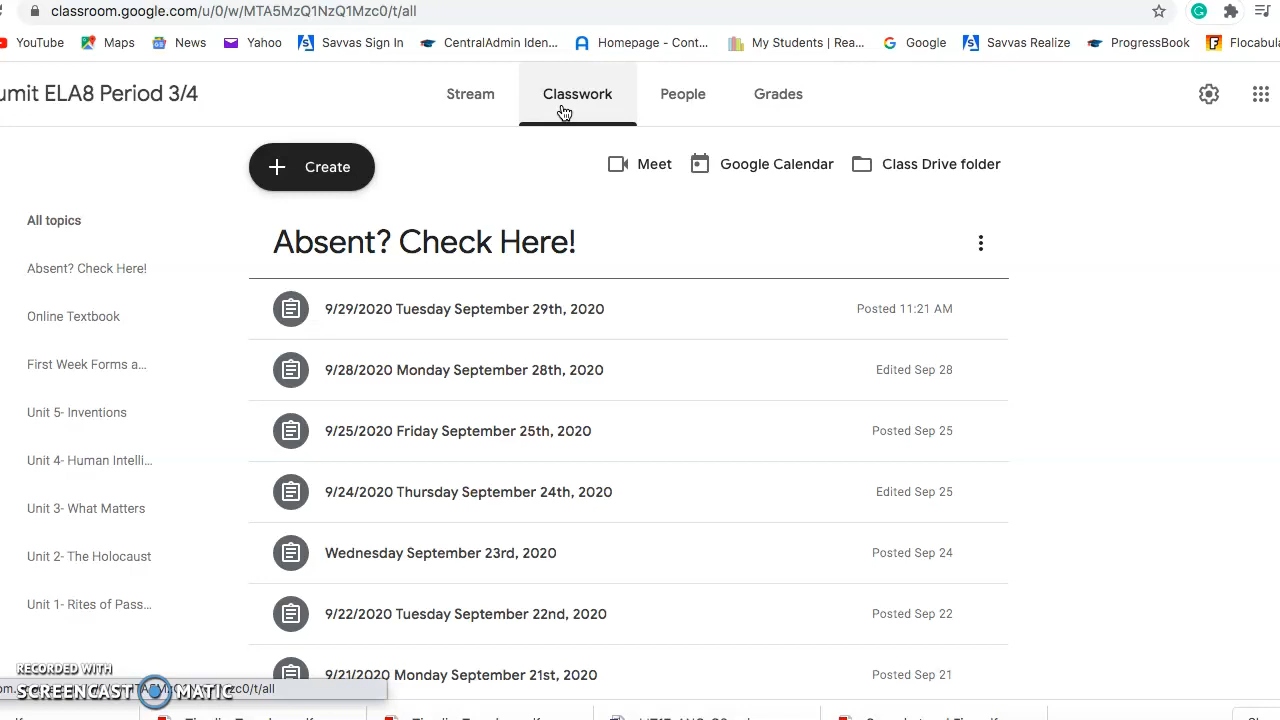 classroom.google.com/u/0/w/MTA5MzQ1NzQ1Mzc0/t/all
YouTube Maps News Yahoo Savvas Sign In CentralAdmin Iden... Homepage - Cont... My Students | Rea... Google Savvas Realize ProgressBook Flocabula
umit ELA8 Period 3/4
Stream Classwork People Grades
Create
Meet Google Calendar Class Drive folder
All topics
Absent? Check Here!
Online Textbook
First Week Forms a...
Unit 5- Inventions
Unit 4- Human Intelli...
Unit 3- What Matters
Unit 2- The Holocaust
Unit 1- Rites of Pass...
Absent? Check Here!
9/29/2020 Tuesday September 29th, 2020 Posted 11:21 AM
9/28/2020 Monday September 28th, 2020 Edited Sep 28
9/25/2020 Friday September 25th, 2020 Posted Sep 25
9/24/2020 Thursday September 24th, 2020 Edited Sep 25
Wednesday September 23rd, 2020 Posted Sep 24
9/22/2020 Tuesday September 22nd, 2020 Posted Sep 22
9/21/2020 Monday September 21st, 2020 Posted Sep 21
RECORDED WITH
SCREENCAST MATIC
zc0/t/all